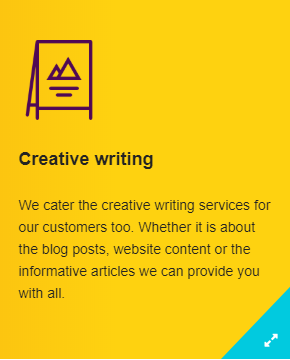 Creative writing
We cater the creative writing services for
our customers too. Whether it is about
the blog posts, website content or the
informative articles we can provide you
with all.